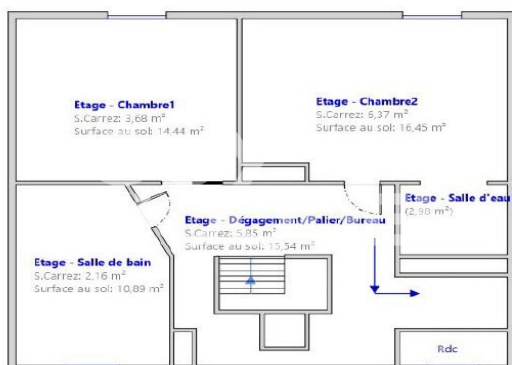 Etage - Chambre1
S.Carrez: 3,68 m²
Surface au sol: 14,44 m²
Etage - Chambre2
S.Carrez: 6,37 m²
Surface au sol: 16,45 m²
Etage - Salle d'eau
(2,98 m²)
Etage - Dégagement/Palier/Bureau
S.Carrez: 5,85 m²
Surface au sol: 15,54 m²
Etage - Salle de bain
S.Carrez: 2,16 m²
Surface au sol: 10,89 m²
Rdc